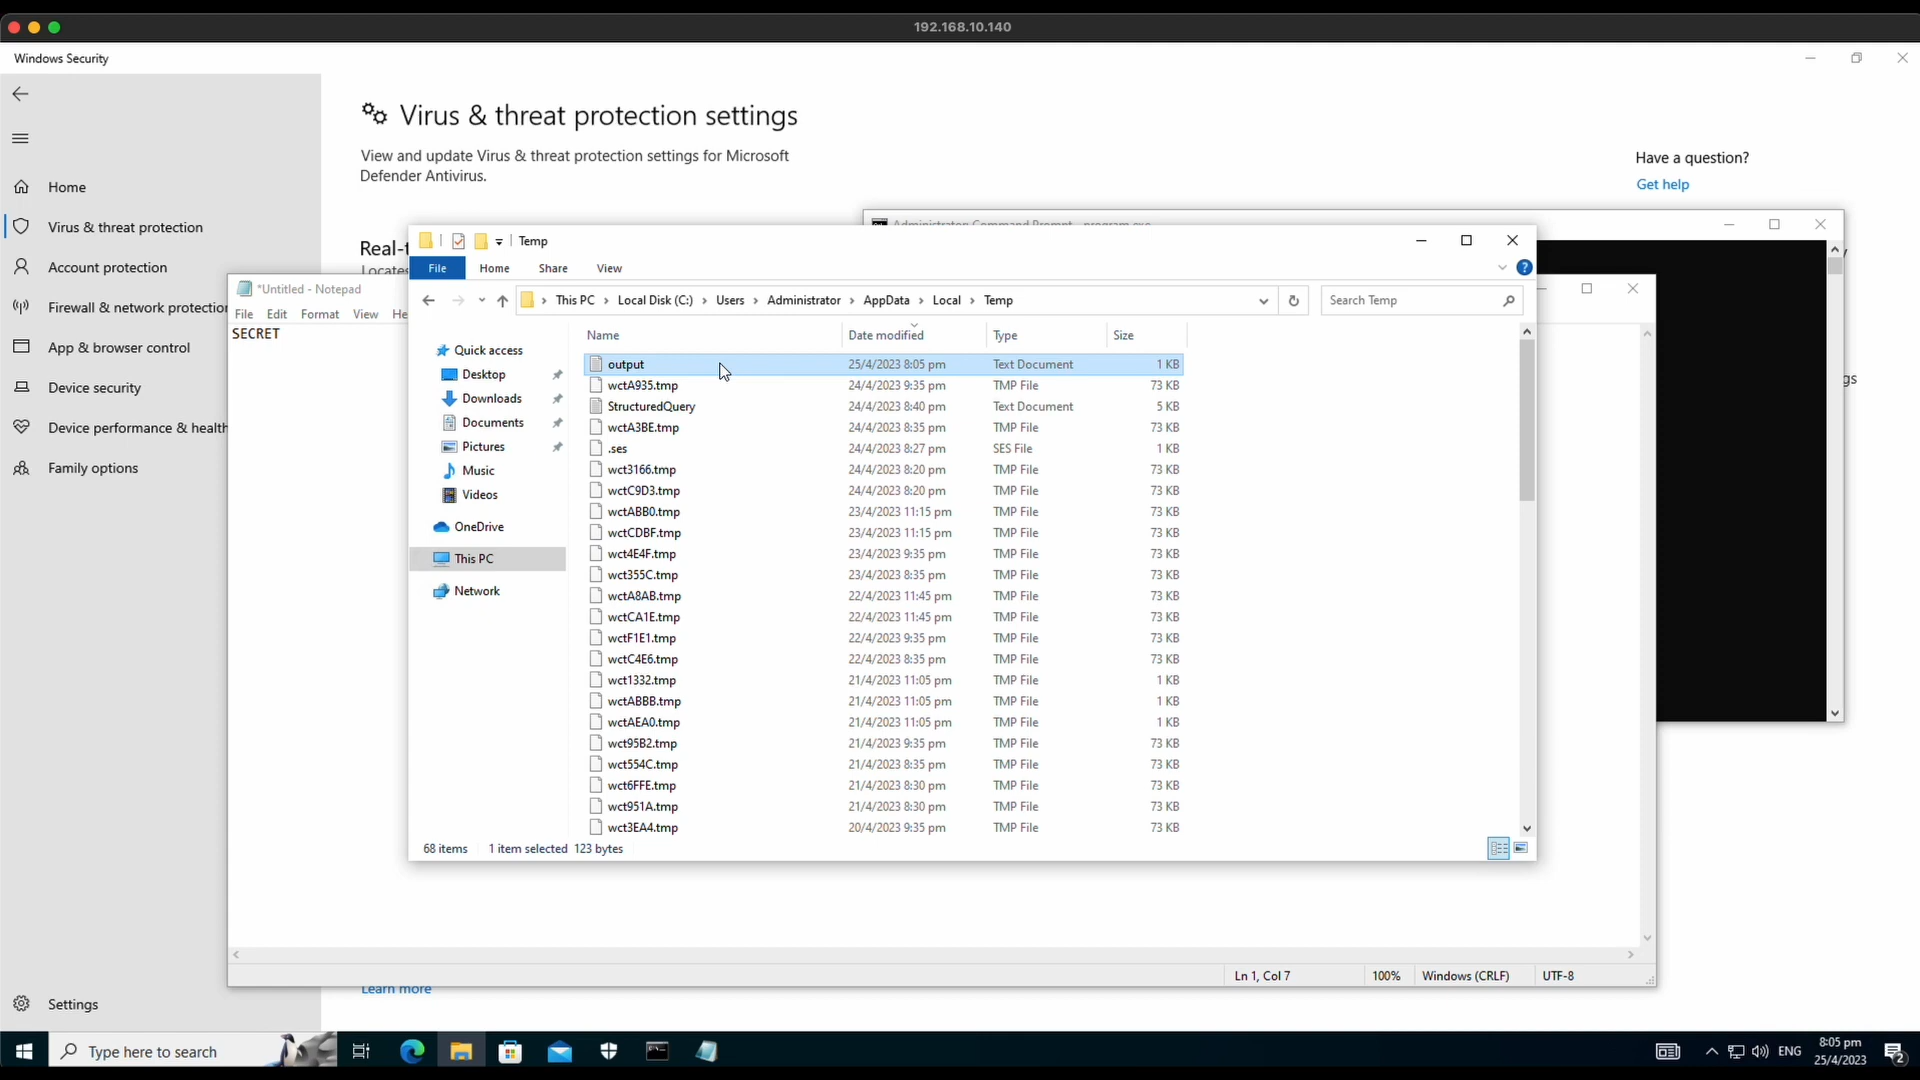 192.168.10.140
Windows Security
Virus & threat protection settings
View and update Virus & threat protection settings for Microsoft
Defender Antivirus.
Have a question?
Get help
Home
Virus & threat protection
Account protection
Firewall & network protection
App & browser control
Device security
Device performance & health
Family options
Settings
Real-t
Locates
Learn more
Administrator: Command Prompt - program.exe
*Untitled - Notepad
File Edit Format View He
SECRET
Ln 1, Col 7 100% Windows (CRLF) UTF-8
Temp
File Home Share View
This PC Local Disk (C:) Users Administrator AppData Local Temp
Search Temp
Quick access
Desktop
Downloads
Documents
Pictures
Music
Videos
OneDrive
This PC
Network
Name Date modified Type Size
output 25/4/2023 8:05 pm Text Document 1 KB
wctA935.tmp 24/4/2023 9:35 pm TMP File 73 KB
StructuredQuery 24/4/2023 8:40 pm Text Document 5 KB
wctA3BE.tmp 24/4/2023 8:35 pm TMP File 73 KB
.ses 24/4/2023 8:27 pm SES File 1 KB
wct3166.tmp 24/4/2023 8:20 pm TMP File 73 KB
wctC9D3.tmp 24/4/2023 8:20 pm TMP File 73 KB
wctABB0.tmp 23/4/2023 11:15 pm TMP File 73 KB
wctCDBF.tmp 23/4/2023 11:15 pm TMP File 73 KB
wct4E4F.tmp 23/4/2023 9:35 pm TMP File 73 KB
wct355C.tmp 23/4/2023 8:35 pm TMP File 73 KB
wctA8AB.tmp 22/4/2023 11:45 pm TMP File 73 KB
wctCA1E.tmp 22/4/2023 11:45 pm TMP File 73 KB
wctF1E1.tmp 22/4/2023 9:35 pm TMP File 73 KB
wctC4E6.tmp 22/4/2023 8:35 pm TMP File 73 KB
wct1332.tmp 21/4/2023 11:05 pm TMP File 1 KB
wctABBB.tmp 21/4/2023 11:05 pm TMP File 1 KB
wctAEA0.tmp 21/4/2023 11:05 pm TMP File 1 KB
wct95B2.tmp 21/4/2023 9:35 pm TMP File 73 KB
wct554C.tmp 21/4/2023 8:35 pm TMP File 73 KB
wct6FFE.tmp 21/4/2023 8:30 pm TMP File 73 KB
wct951A.tmp 21/4/2023 8:30 pm TMP File 73 KB
wct3EA4.tmp 20/4/2023 9:35 pm TMP File 73 KB
68 items 1 item selected 123 bytes
Type here to search
ENG
8:05 pm
25/4/2023
2